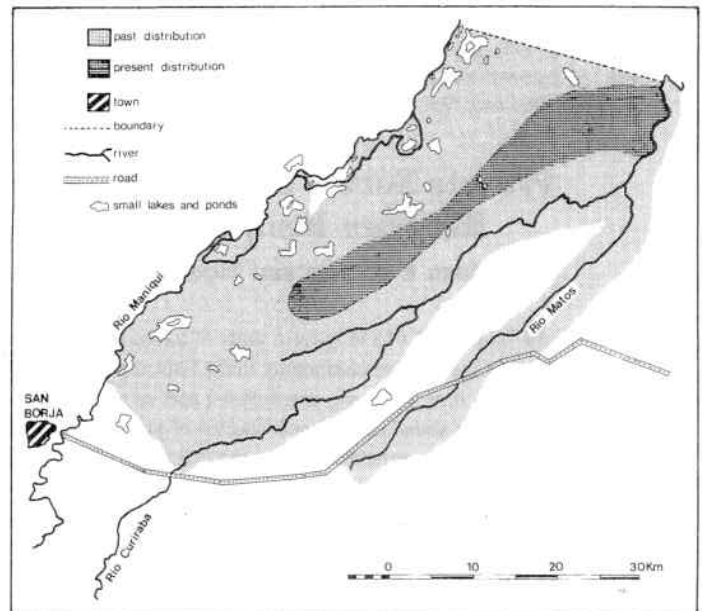 past distribution
present distribution
town
boundary
river
road
small lakes and ponds
Rio Maniqui
Rio Matos
SAN
BORJA
Rio Curiraba
0 10 20 30Km